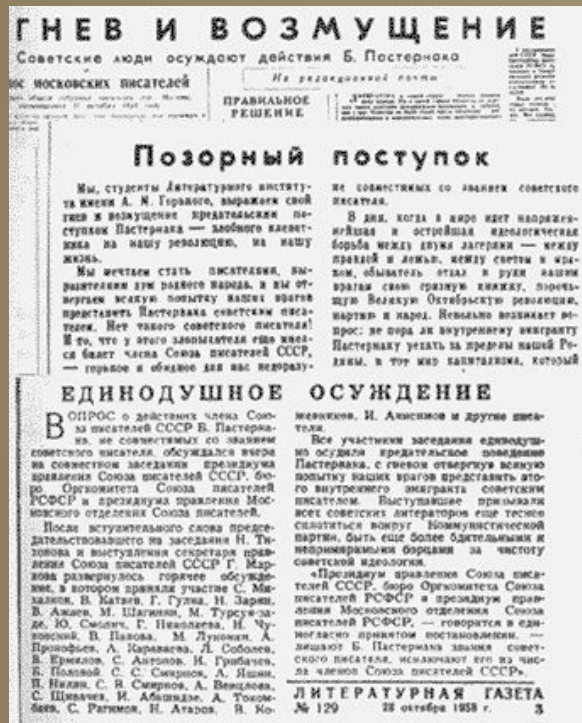 ГНЕВ И ВОЗМУЩЕНИЕ
Советские люди осуждают действия Б. Пастернака
московских писателей
Из редакционной почты
ПРАВИЛЬНОЕ
РЕШЕНИЕ
Позорный поступок
Мы, студенты Литературного институ-
та имени А. М. Горького, выражаем свой
гнев и возмущение предательским по-
ступком Пастернака — злобного клевет-
ника на нашу революцию, на нашу
жизнь.
Мы мечтаем стать писателями, вы-
разителями дум родного народа, и мы от-
вергаем всякую попытку наших врагов
представить Пастернака советским писа-
телем. Нет такого советского писателя!
И то, что у этого злопыхателя еще имел-
ся билет члена Союза писателей СССР,
— горькое и обидное для нас недоразу-
не совместимых со званием советского
писателя.
В дни, когда в мире идет напряжен-
нейшая и острейшая идеологическая
борьба между двумя лагерями — между
правдой и ложью, между светом и мра-
ком, обыватель отдал в руки нашим
врагам свою грязную книжку, пороча-
щую Великую Октябрьскую революцию,
партию и народ. Невольно возникает во-
прос: не пора ли внутреннему эмигранту
Пастернаку уехать за пределы нашей Ро-
дины, в тот мир капитализма, который
ЕДИНОДУШНОЕ ОСУЖДЕНИЕ
ВОПРОС о действиях члена Сою-
за писателей СССР Б. Пастерна-
ка, не совместимых со званием
советского писателя, обсуждался вчера
на совместном заседании президиума
правления Союза писателей СССР, бю-
ро Оргкомитета Союза писателей
РСФСР и президиума правления Мос-
ковского отделения Союза писателей.
После вступительного слова предсе-
дательствовавшего на заседании Н. Ти-
хонова и выступления секретаря прав-
ления Союза писателей СССР Г. Мар-
кова развернулось горячее обсужде-
ние, в котором приняли участие С. Ми-
халков, В. Катаев, Г. Гулиа, Н. Зарян,
В. Ажаев, М. Шагинян, М. Турсун-за-
де, Ю. Смолич, Г. Николаева, Н. Чу-
ковский, В. Панова, М. Луконин, А.
Прокофьев, А. Караваева, Л. Соболев,
В. Ермилов, С. Антонов, Н. Грибачев,
Б. Полевой, С. С. Смирнов, А. Яшин,
П. Нилин, С. В. Смирнов, А. Венцлова,
С. Щипачев, И. Абашидзе, А. Током-
баев, С. Рагимов, Н. Атаров, В. Ко-
жевников, И. Анисимов и другие писа-
тели.
Все участники заседания единодуш-
но осудили предательское поведение
Пастернака, с гневом отвергнув всякую
попытку наших врагов представить это-
го внутреннего эмигранта советским
писателем. Выступавшие призывали
всех советских литераторов еще теснее
сплотиться вокруг Коммунистической
партии, быть еще более бдительными и
непримиримыми борцами за чистоту
советской идеологии.
«Президиум правления Союза писа-
телей СССР, бюро Оргкомитета Союза
писателей РСФСР и президиум прав-
ления Московского отделения Союза
писателей РСФСР, — говорится в еди-
ногласно принятом постановлении, —
лишают Б. Пастернака звания совет-
ского писателя, исключают его из чис-
ла членов Союза писателей СССР».
ЛИТЕРАТУРНАЯ ГАЗЕТА
№ 129 28 октября 1958 г. 3